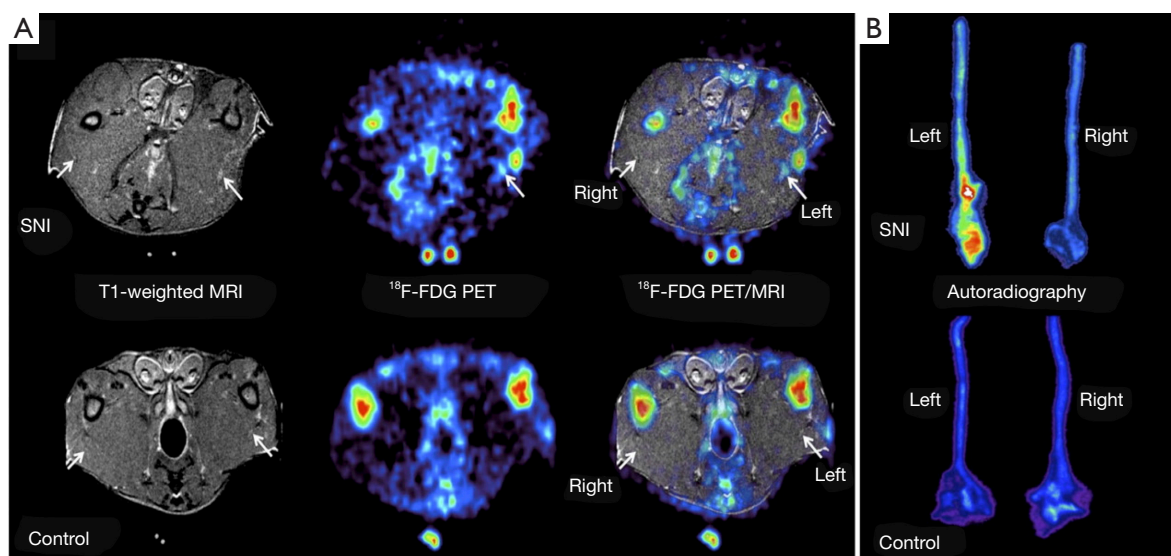 A
B
SNI
Right
Left
T1-weighted MRI
¹⁸F-FDG PET
¹⁸F-FDG PET/MRI
Control
Right
Left
Left
Right
SNI
Autoradiography
Left
Right
Control